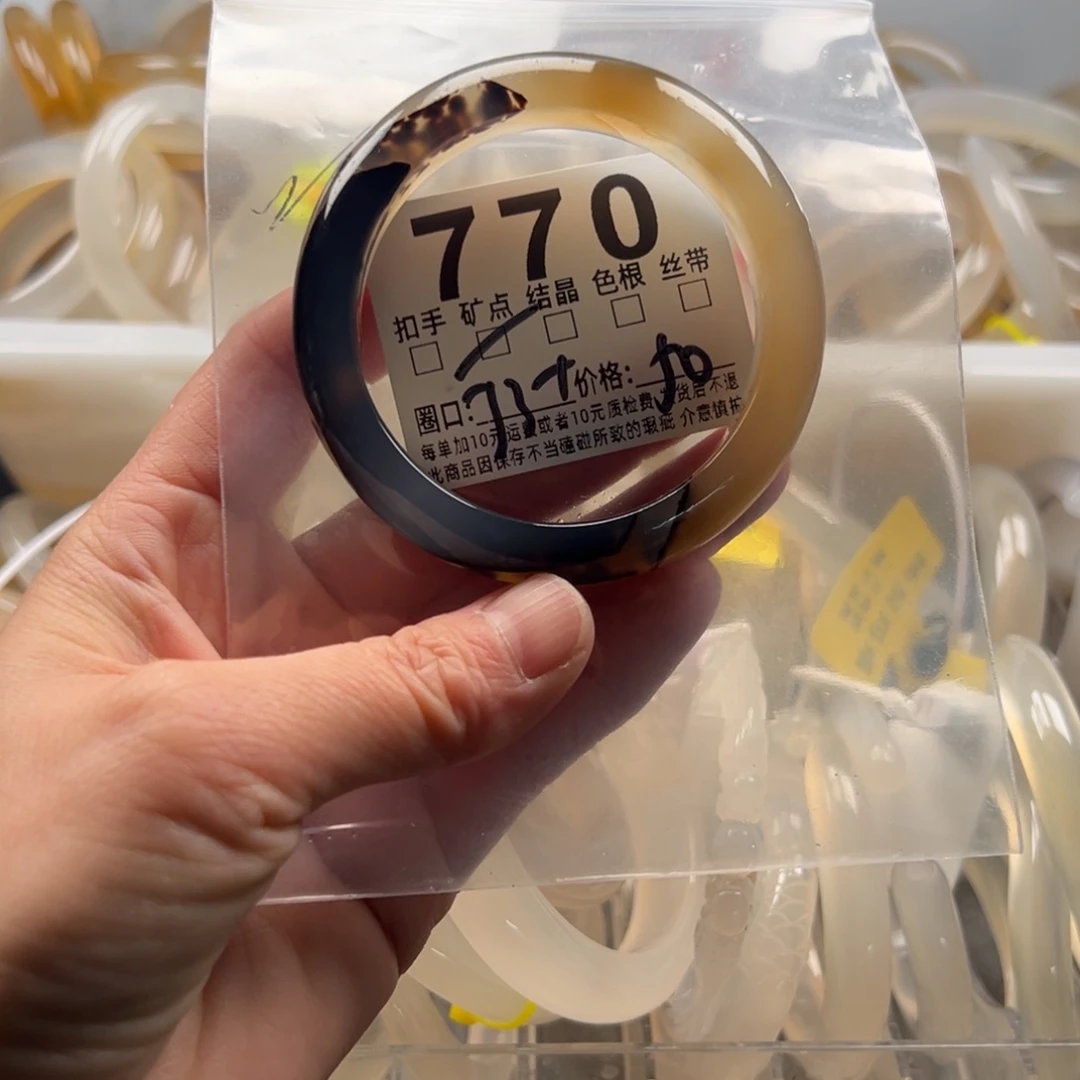 770
扣手 矿点 结晶 色根 丝带
圈口: 价格: 50
每单加10元运费或者10元质检费 发货后不退
此商品因保存不当磕碰所致的瑕疵 介意慎拍